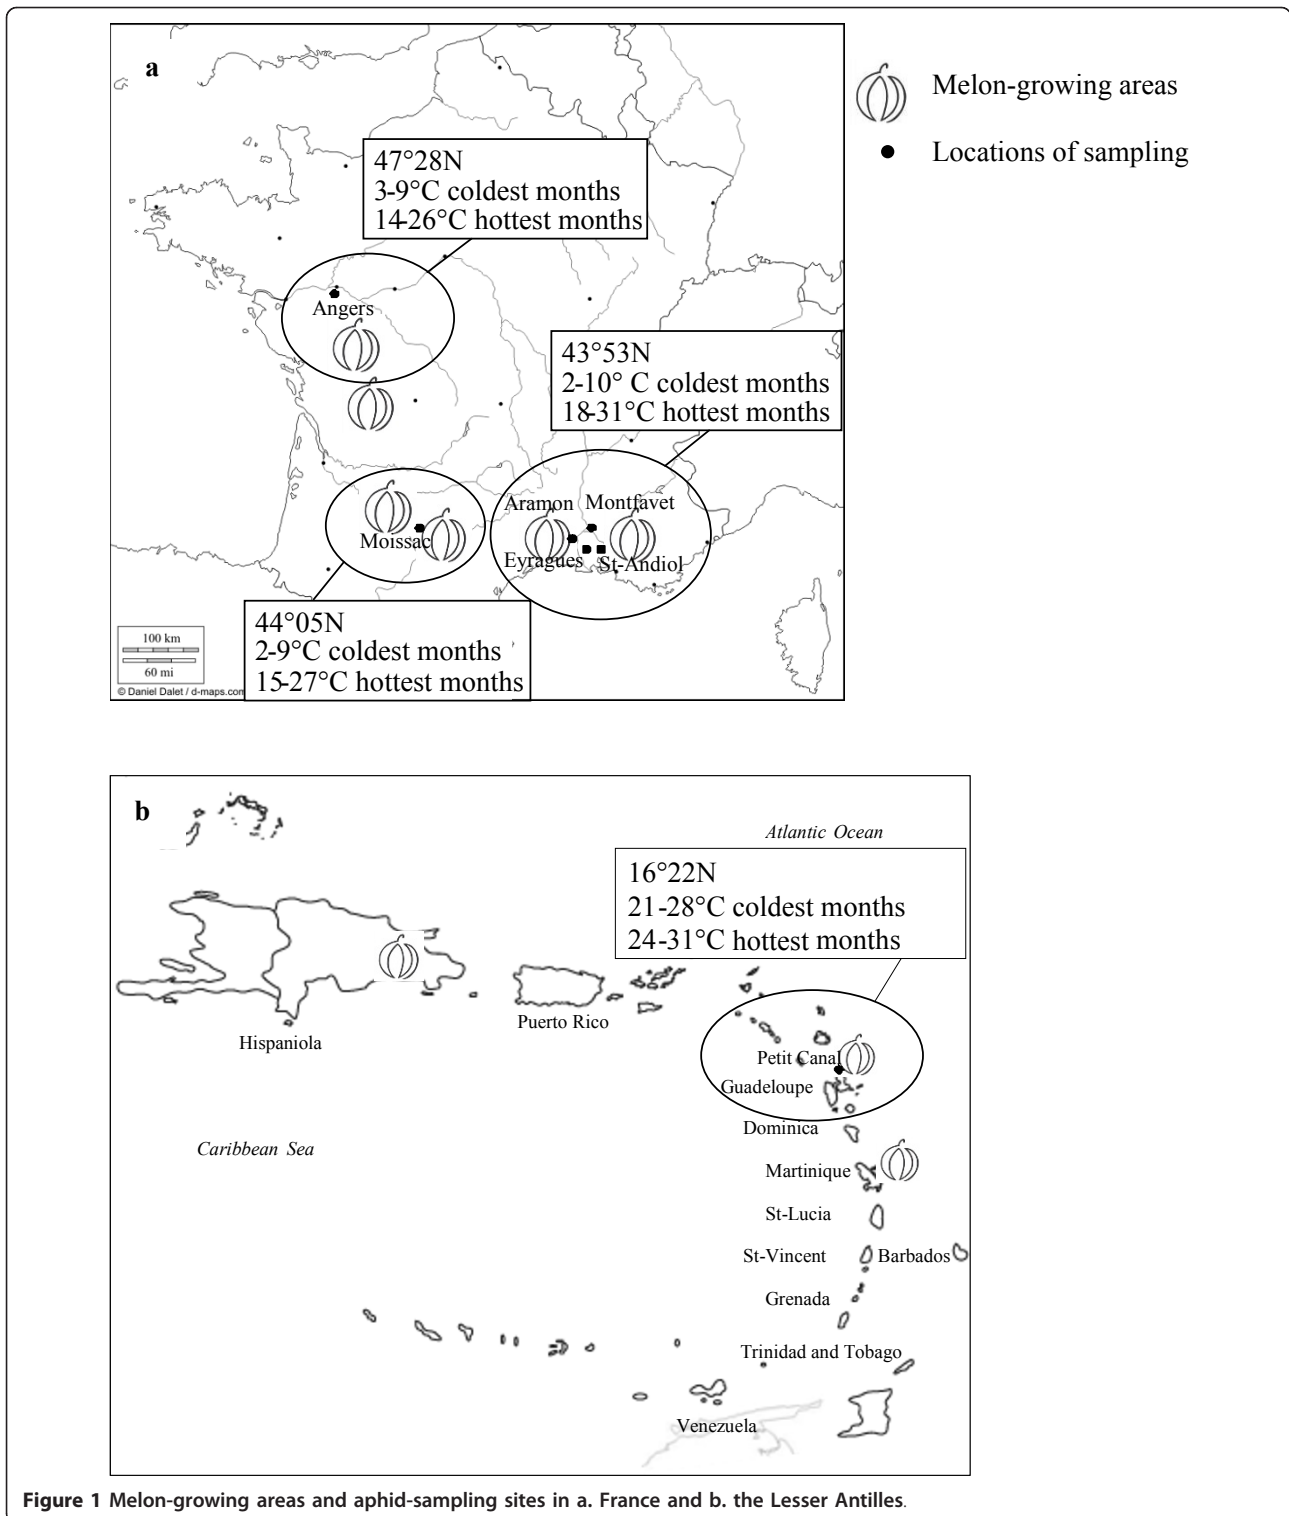 a
Melon-growing areas
Locations of sampling
47°28N
3-9°C coldest months
14-26°C hottest months
Angers
43°53N
2-10° C coldest months
18-31°C hottest months
Aramon
Montfavet
Moissac
Eyragues
St-Andiol
44°05N
2-9°C coldest months
15-27°C hottest months
100 km
60 mi
© Daniel Dalet / d-maps.com
b
Atlantic Ocean
16°22N
21-28°C coldest months
24-31°C hottest months
Puerto Rico
Hispaniola
Petit Canal
Guadeloupe
Dominica
Caribbean Sea
Martinique
St-Lucia
St-Vincent
Barbados
Grenada
Trinidad and Tobago
Venezuela
Figure 1 Melon-growing areas and aphid-sampling sites in a. France and b. the Lesser Antilles.